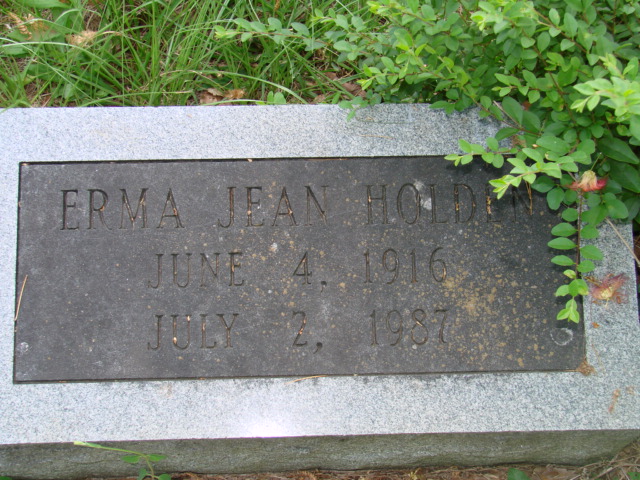 ERMA JEAN HOLDEN
JUNE 4, 1916
JULY 2, 1987